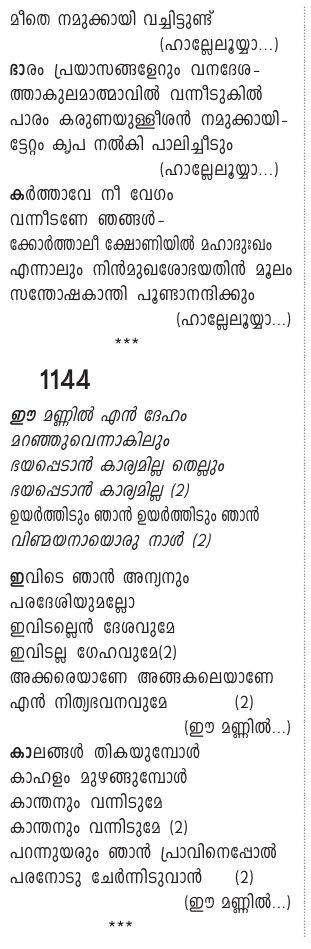 മീതെ നമുക്കായി വച്ചിട്ടുണ്ട്
(ഹാല്ലേലൂയ്യാ...)
ഭാരം പ്രയാസങ്ങളേറും വനദേശ-
ത്താകുലമാത്മാവിൽ വന്നീടുകിൽ
പാരം കരുണയുള്ളീശൻ നമുക്കായി-
ട്ടേറ്റം കൃപ നൽകി പാലിച്ചീടും
(ഹാല്ലേലൂയ്യാ...)
കർത്താവേ നീ വേഗം
വന്നീടണേ ഞങ്ങൾ-
ക്കോർത്താലീ ക്ഷോണിയിൽ മഹാദുഃഖം
എന്നാലും നിൻമുഖശോഭയതിൻ മൂലം
സന്തോഷകാന്തി പൂണ്ടാനന്ദിക്കും
(ഹാല്ലേലൂയ്യാ...)
***
1144
ഈ മണ്ണിൽ എൻ ദേഹം
മറഞ്ഞുവെന്നാകിലും
ഭയപ്പെടാൻ കാര്യമില്ല തെല്ലും
ഭയപ്പെടാൻ കാര്യമില്ല (2)
ഉയർത്തിടും ഞാൻ ഉയർത്തിടും ഞാൻ
വിണ്മയനായൊരു നാൾ (2)
ഇവിടെ ഞാൻ അന്യനും
പരദേശിയുമല്ലോ
ഇവിടല്ലെൻ ദേശവുമേ
ഇവിടല്ല ഗേഹവുമേ(2)
അക്കരെയാണേ അങ്ങകലെയാണേ
എൻ നിത്യഭവനവുമേ (2)
(ഈ മണ്ണിൽ...)
കാലങ്ങൾ തികയുമ്പോൾ
കാഹളം മുഴങ്ങുമ്പോൾ
കാന്തനും വന്നിടുമേ
കാന്തനും വന്നിടുമേ (2)
പറന്നുയരും ഞാൻ പ്രാവിനെപ്പോൽ
പരനോടു ചേർന്നിടുവാൻ (2)
(ഈ മണ്ണിൽ...)
***